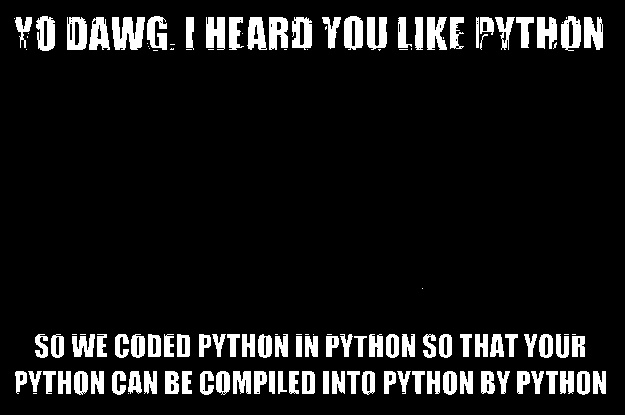 YO DAWG. I HEARD YOU LIKE PYTHON
SO WE CODED PYTHON IN PYTHON SO THAT YOUR
PYTHON CAN BE COMPILED INTO PYTHON BY PYTHON